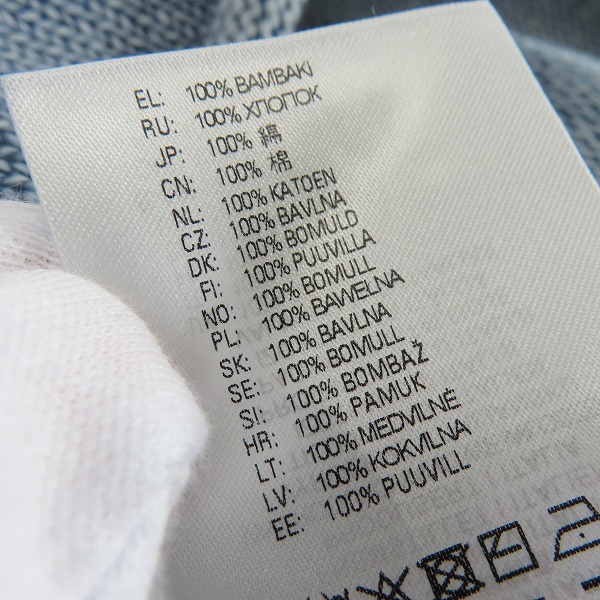 EL: 100% BAMBAKI
RU: 100% ХЛОПОК
JP: 100% 綿
CN: 100% 棉
NL: 100% KATOEN
CZ: 100% BAVLNA
DK: 100% BOMULD
FI: 100% PUUVILLA
NO: 100% BOMULL
PL: 100% BAWEŁNA
SK: 100% BAVLNA
SE: 100% BOMULL
SI: 100% BOMBAŽ
HR: 100% PAMUK
LT: 100% MEDVILNĖ
LV: 100% KOKVILNA
EE: 100% PUUVILL